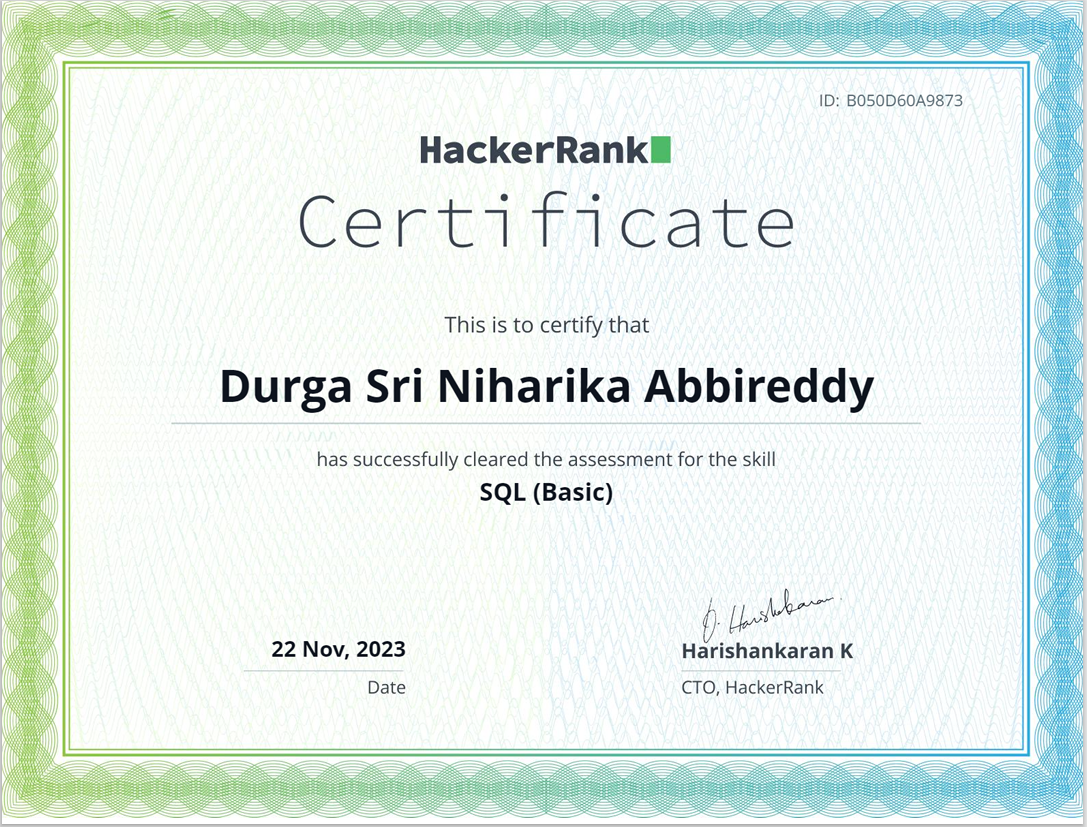 ID: B050D60A9873
HackerRank
Certificate
This is to certify that
Durga Sri Niharika Abbireddy
has successfully cleared the assessment for the skill
SQL (Basic)
22 Nov, 2023
Date
Harishankaran K
CTO, HackerRank